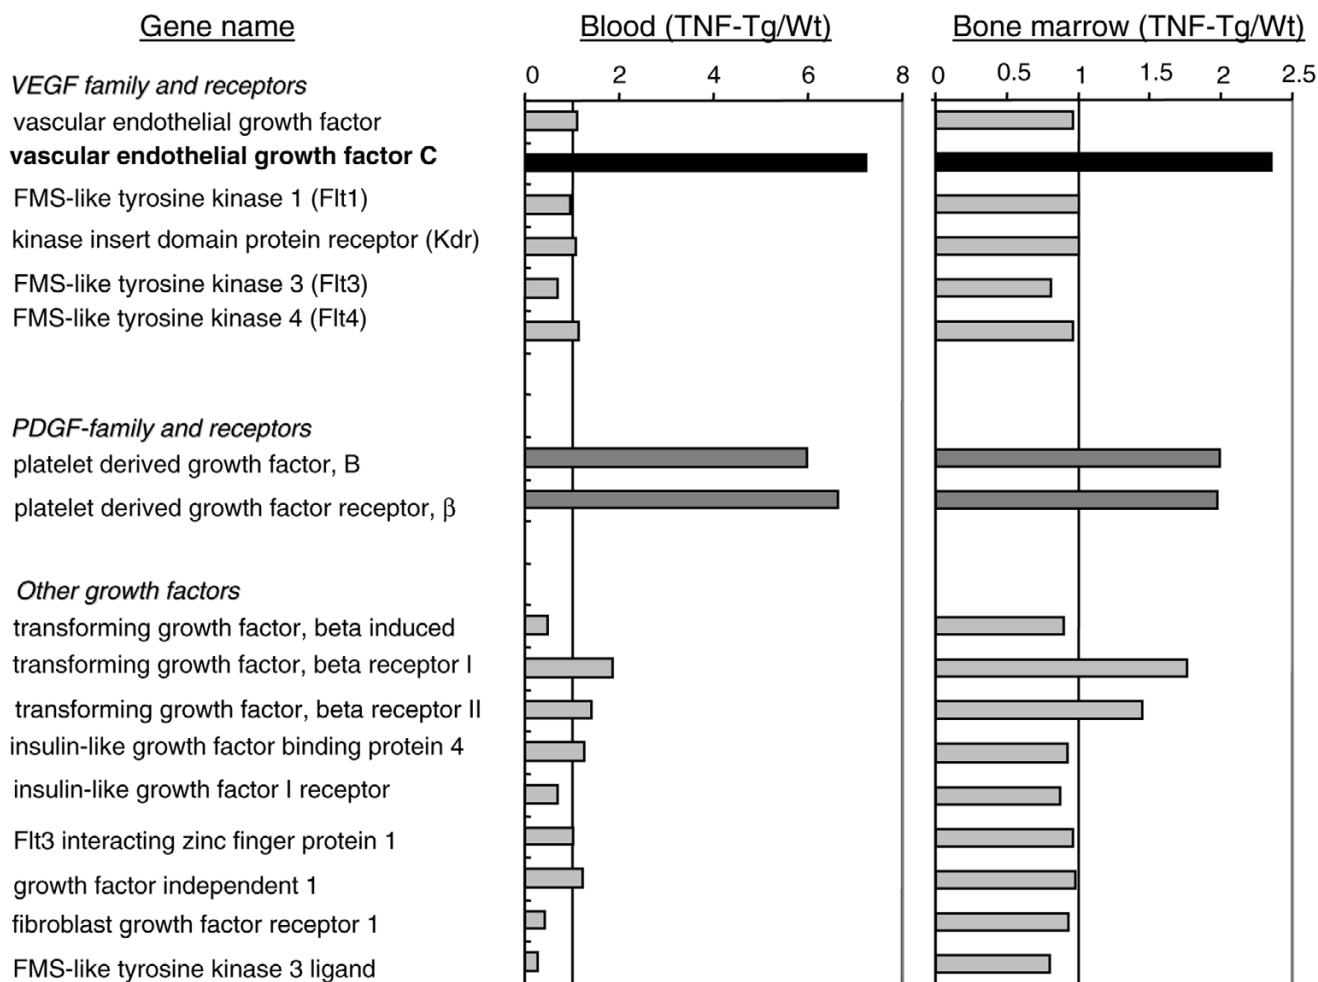 Gene name Blood (TNF-Tg/Wt) Bone marrow (TNF-Tg/Wt)
0 2 4 6 8 0 0.5 1 1.5 2 2.5
VEGF family and receptors
vascular endothelial growth factor
vascular endothelial growth factor C
FMS-like tyrosine kinase 1 (Flt1)
kinase insert domain protein receptor (Kdr)
FMS-like tyrosine kinase 3 (Flt3)
FMS-like tyrosine kinase 4 (Flt4)
PDGF-family and receptors
platelet derived growth factor, B
platelet derived growth factor receptor, β
Other growth factors
transforming growth factor, beta induced
transforming growth factor, beta receptor I
transforming growth factor, beta receptor II
insulin-like growth factor binding protein 4
insulin-like growth factor I receptor
Flt3 interacting zinc finger protein 1
growth factor independent 1
fibroblast growth factor receptor 1
FMS-like tyrosine kinase 3 ligand